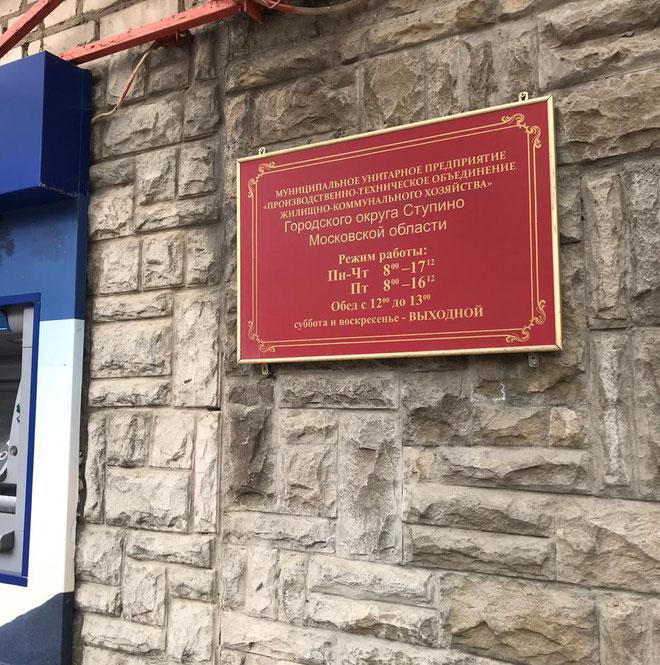 МУНИЦИПАЛЬНОЕ УНИТАРНОЕ ПРЕДПРИЯТИЕ
«ПРОИЗВОДСТВЕННО-ТЕХНИЧЕСКОЕ ОБЪЕДИНЕНИЕ
ЖИЛИЩНО-КОММУНАЛЬНОГО ХОЗЯЙСТВА»
Городского округа Ступино
Московской области
Режим работы:
Пн-Чт 8⁰⁰–17¹²
Пт 8⁰⁰–16¹²
Обед с 12⁰⁰ до 13⁰⁰
суббота и воскресенье - ВЫХОДНОЙ